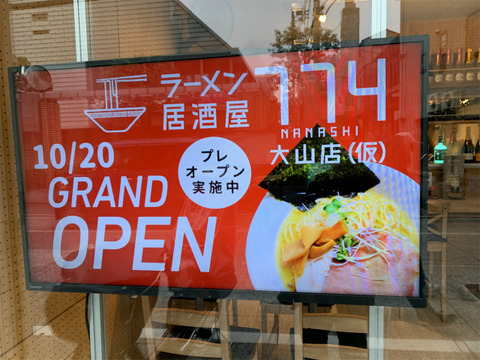 ラーメン
居酒屋
774
NANASHI
大山店(仮)
10/20
GRAND
OPEN
プレ
オープン
実施中